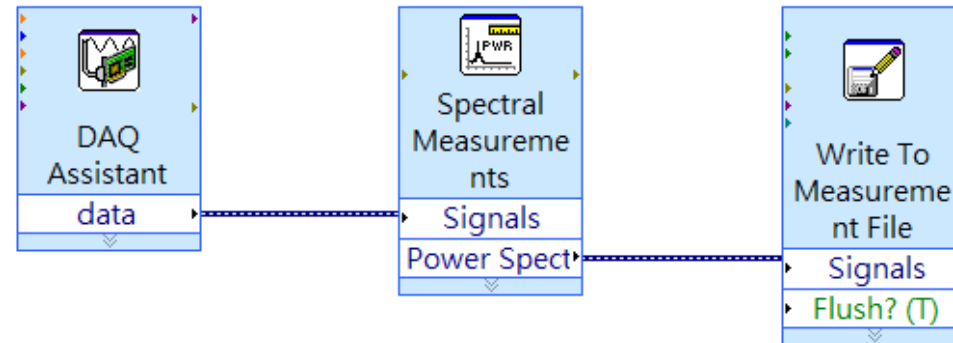 DAQ
Assistant
data
PWR
Spectral
Measureme
nts
Signals
Power Spect
Write To
Measureme
nt File
Signals
Flush? (T)